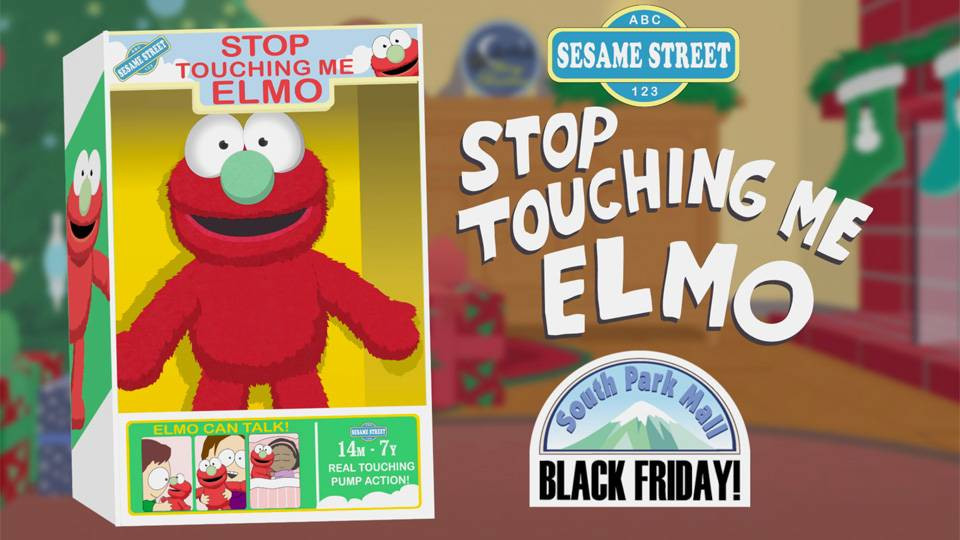 SESAME STREET
STOP
TOUCHING ME
ELMO
ELMO CAN TALK!
SESAME STREET
14M - 7Y
REAL TOUCHING
PUMP ACTION!
ABC
SESAME STREET
123
STOP
TOUCHING ME
ELMO
South Park Mall
BLACK FRIDAY!